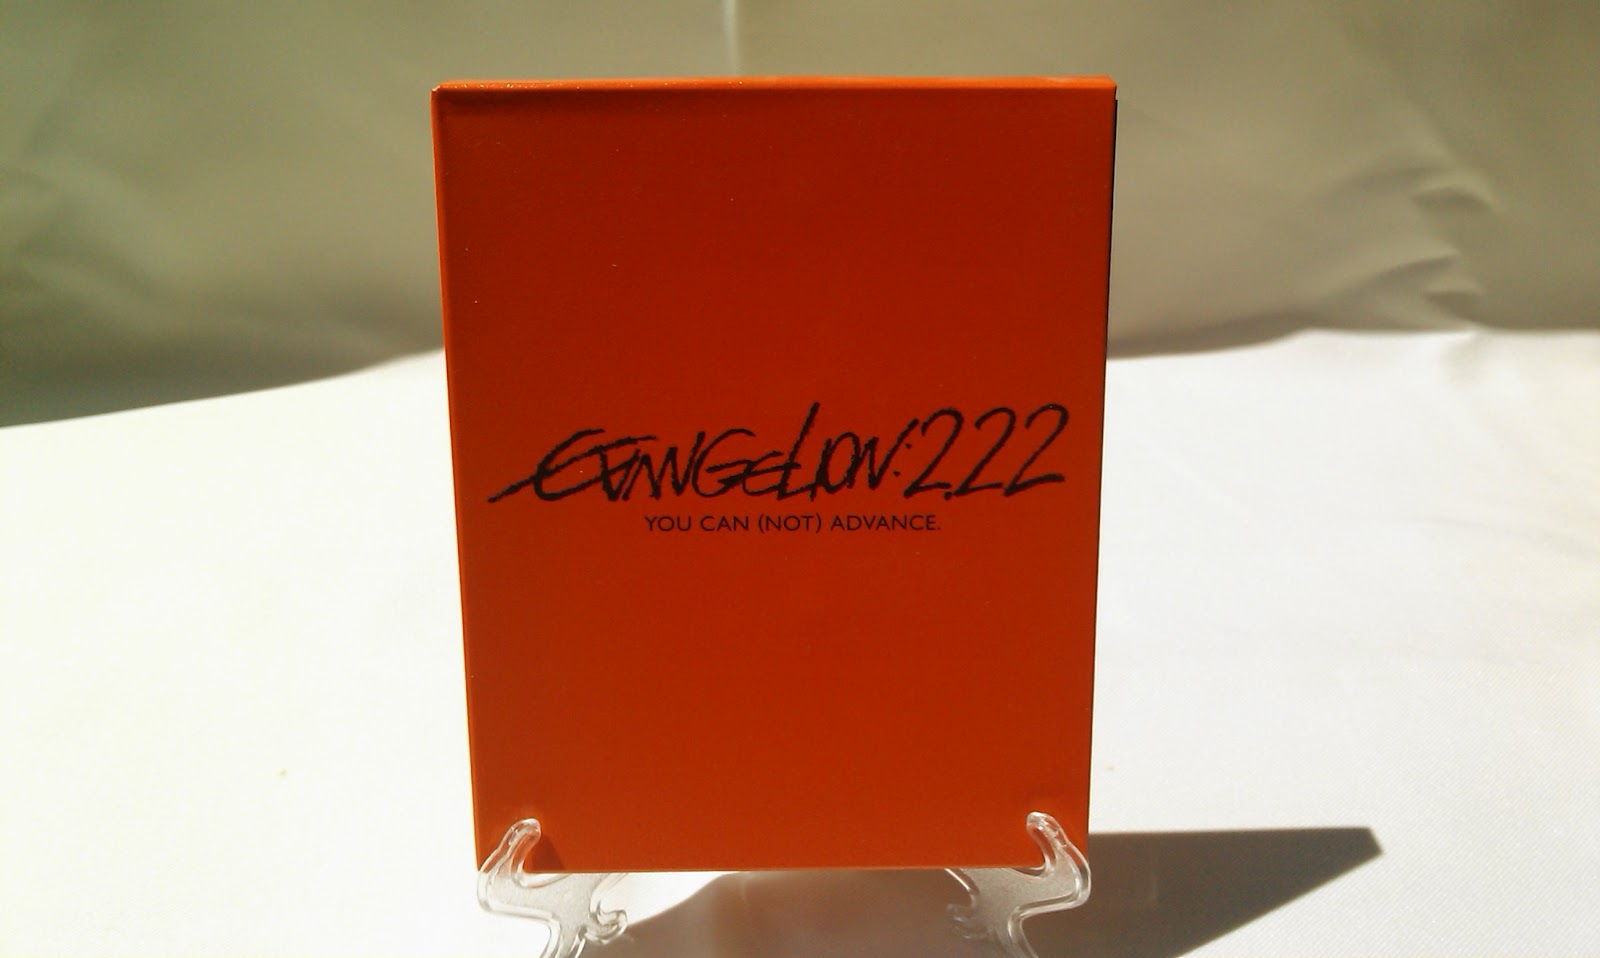 EVANGELION:2.22
YOU CAN (NOT) ADVANCE.